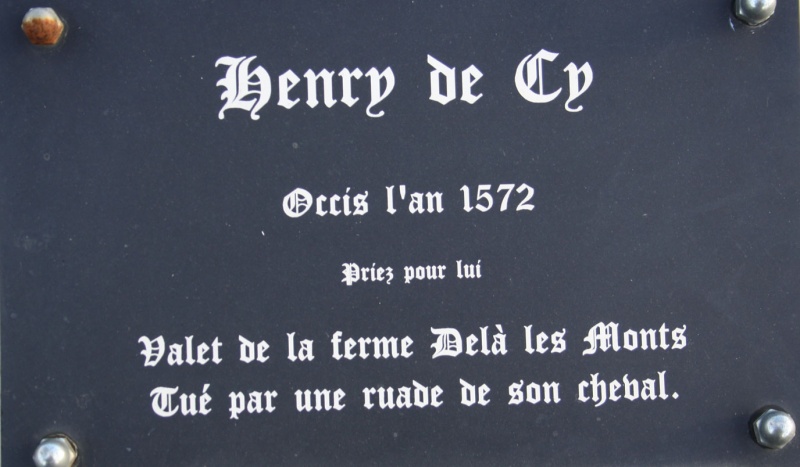 Henry de Cy
Occis l'an 1572
Priez pour lui
Valet de la ferme Delà les Monts
Tué par une ruade de son cheval.